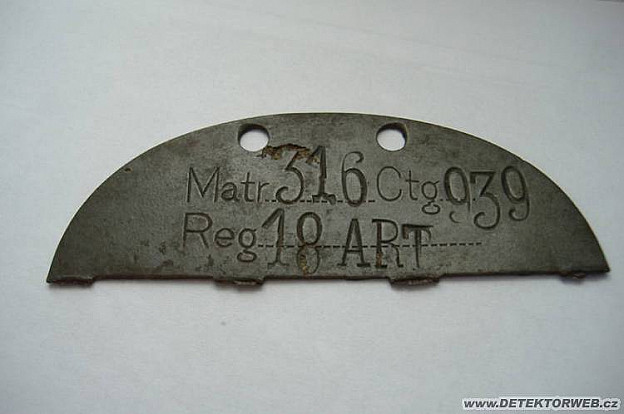 Matr. 316 Ctg. 939
Reg. 18 ART
www.DETEKTORWEB.cz